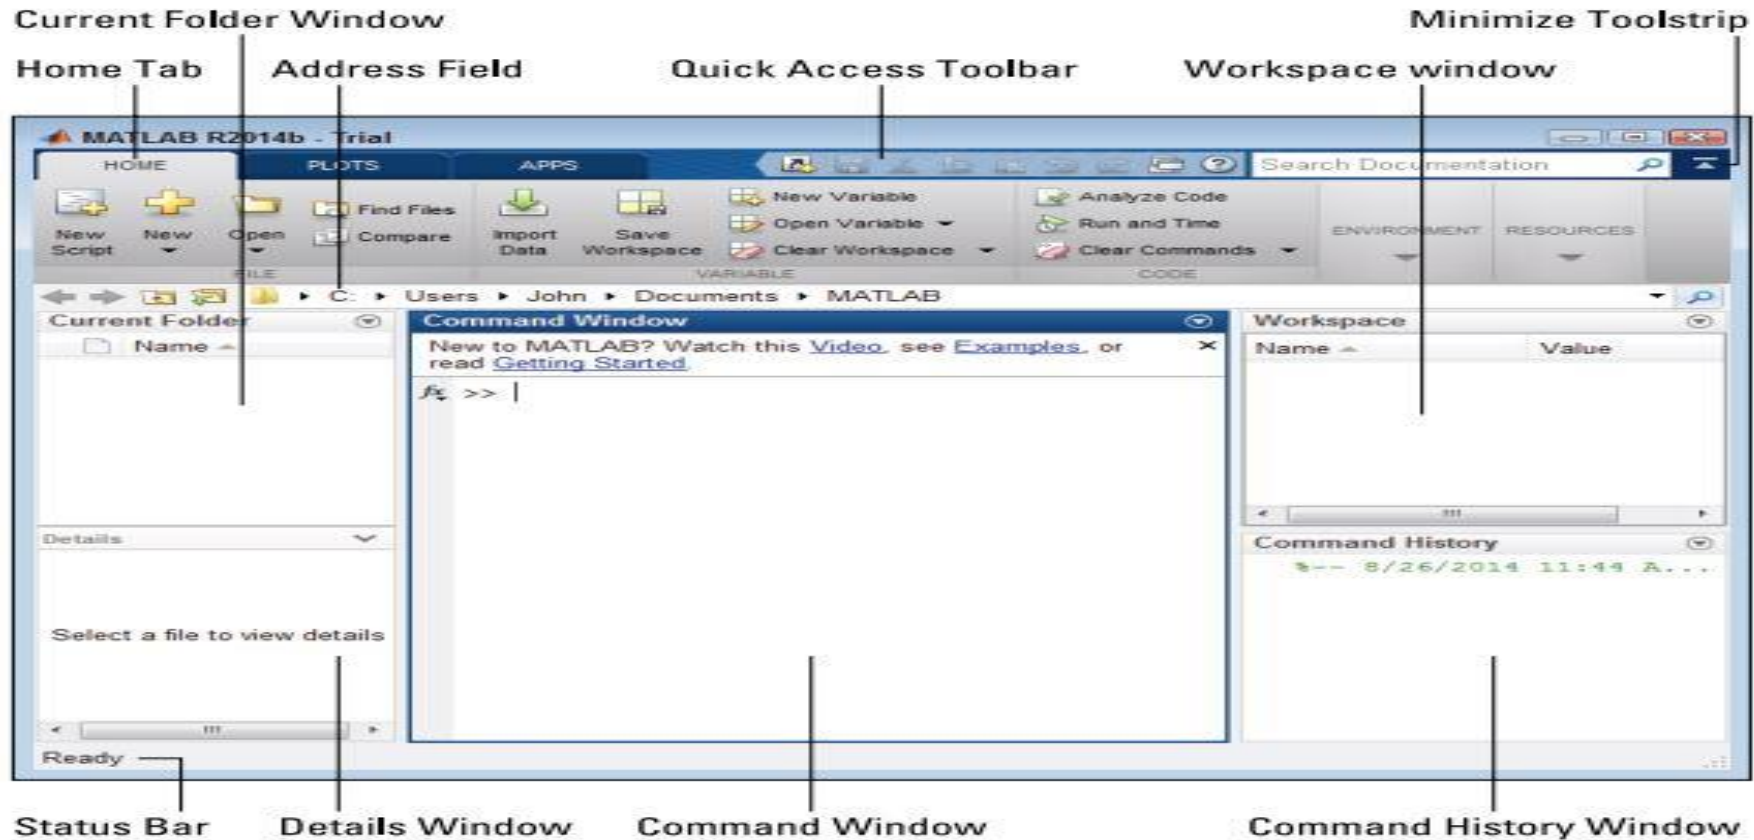 Current Folder Window
Minimize Toolstrip
Home Tab
Address Field
Quick Access Toolbar
Workspace window
MATLAB R2014b - Trial
HOME
PLOTS
APPS
Search Documentation
New Script
New
Open
Find Files
Compare
Import Data
Save Workspace
New Variable
Open Variable
Clear Workspace
Analyze Code
Run and Time
Clear Commands
ENVIRONMENT
RESOURCES
FILE
VARIABLE
CODE
C: Users John Documents MATLAB
Current Folder
Name
Command Window
New to MATLAB? Watch this Video, see Examples, or
read Getting Started.
fx >>
Workspace
Name
Value
Details
Select a file to view details
Command History
%-- 8/26/2014 11:44 A...
Ready
Status Bar
Details Window
Command Window
Command History Window